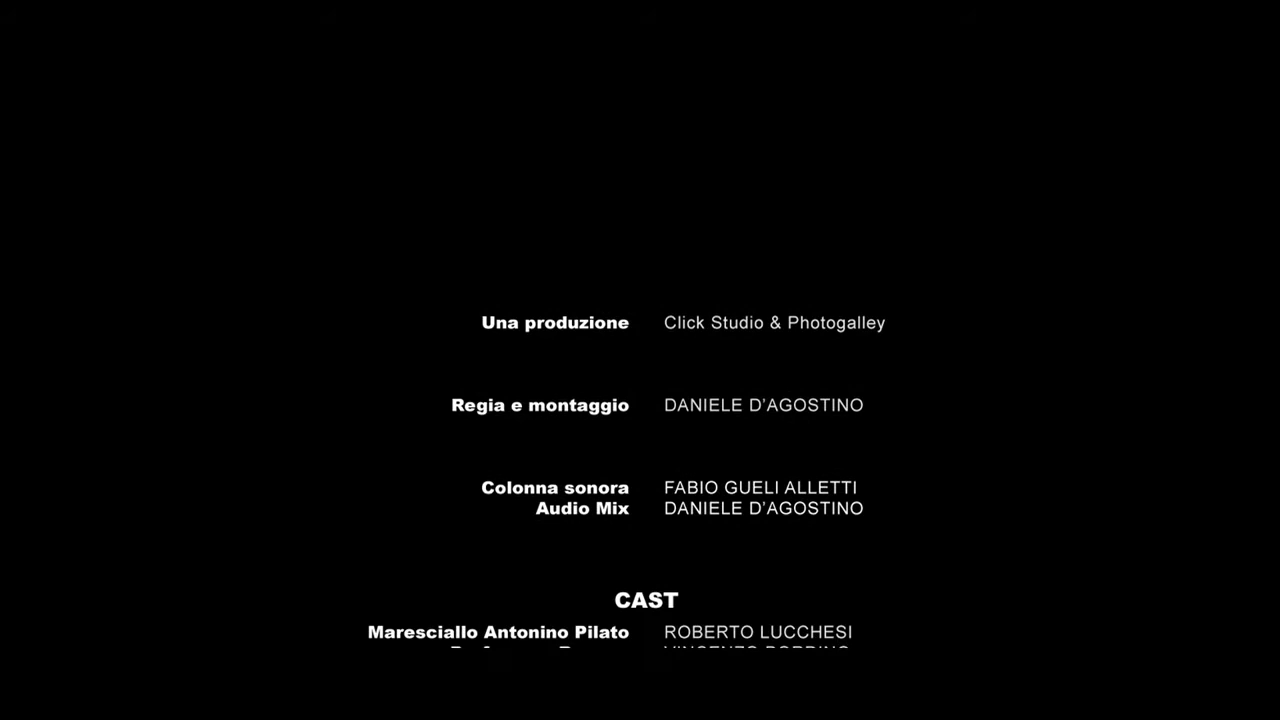 Una produzione Click Studio & Photogalley
Regia e montaggio DANIELE D'AGOSTINO
Colonna sonora FABIO GUELI ALLETTI
Audio Mix DANIELE D'AGOSTINO
CAST
Maresciallo Antonino Pilato ROBERTO LUCCHESI